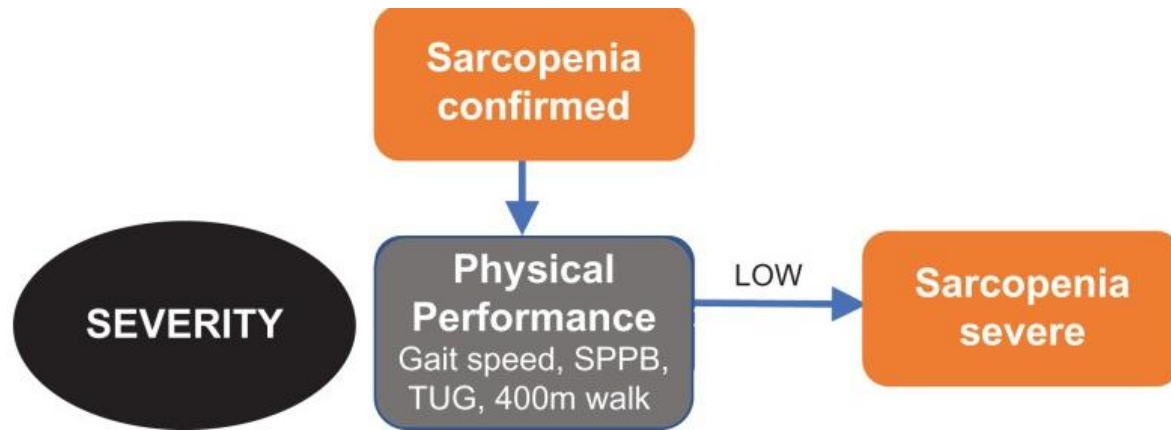 Sarcopenia
confirmed
SEVERITY
Physical
Performance
Gait speed, SPPB,
TUG, 400m walk
LOW
Sarcopenia
severe